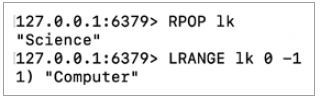 127.0.0.1:6379> RPOP lk
"Science"
127.0.0.1:6379> LRANGE lk 0 -1
1) "Computer"